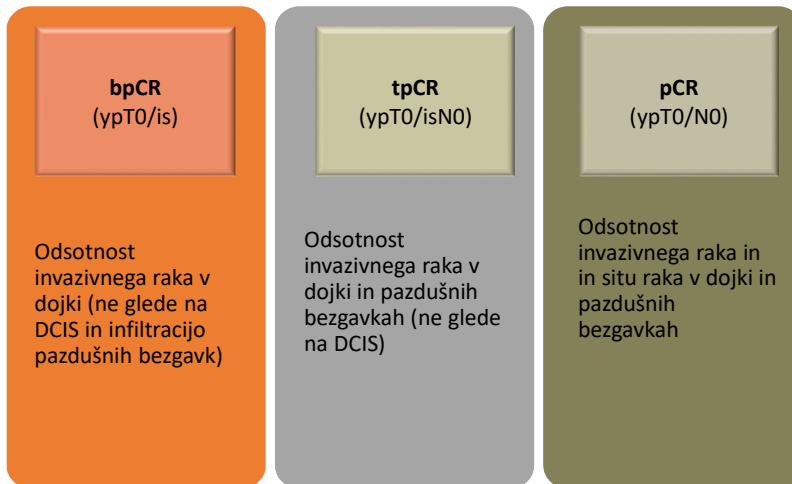 bpCR
(ypT0/is)
Odsotnost
invazivnega raka v
dojki (ne glede na
DCIS in infiltracijo
pazdušnih bezgavk)
tpCR
(ypT0/isN0)
Odsotnost
invazivnega raka v
dojki in pazdušnih
bezgavkah (ne glede
na DCIS)
pCR
(ypT0/N0)
Odsotnost
invazivnega raka in
in situ raka v dojki in
pazdušnih
bezgavkah